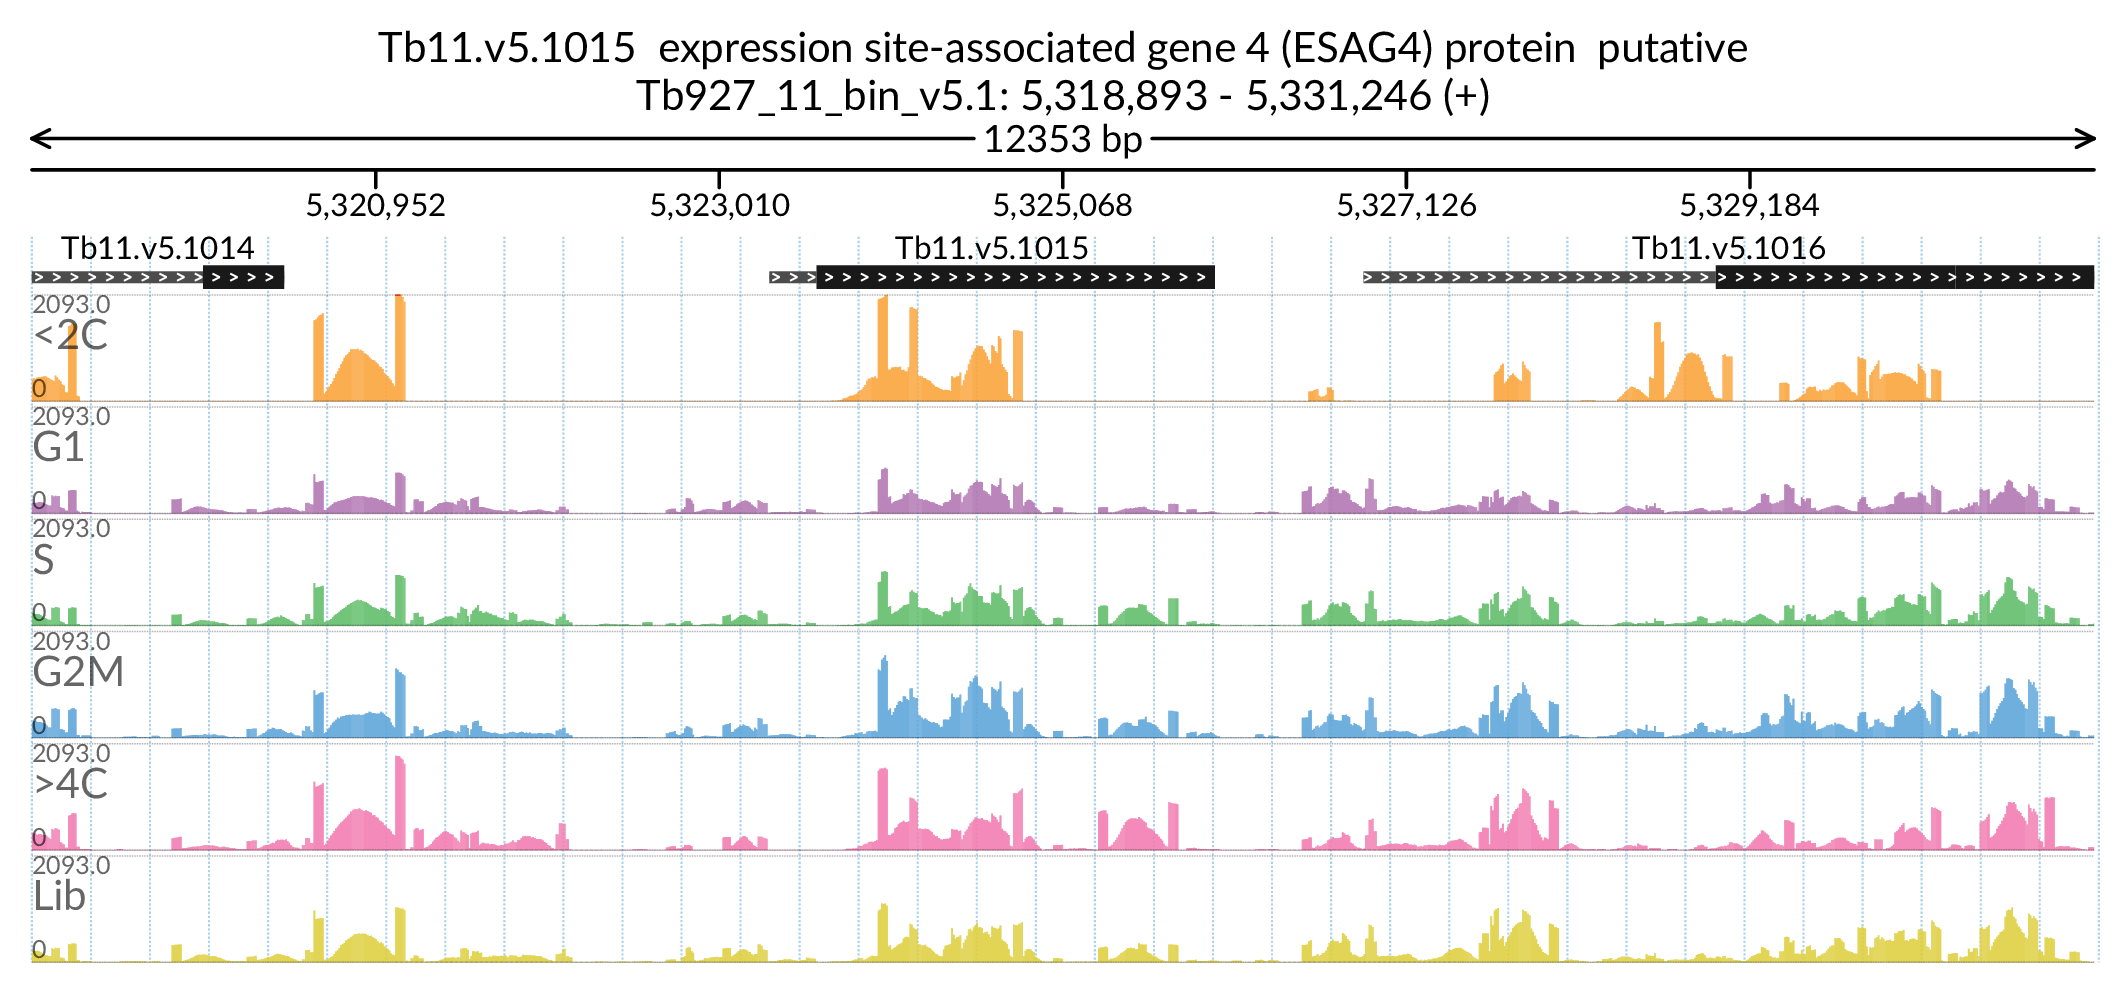 Tb11.v5.1015  expression site-associated gene 4 (ESAG4) protein  putative
Tb927_11_bin_v5.1: 5,318,893 - 5,331,246 (+)
12353 bp
5,320,952 5,323,010 5,325,068 5,327,126 5,329,184
Tb11.v5.1014 Tb11.v5.1015 Tb11.v5.1016
2093.0
<2C
0
2093.0
G1
0
2093.0
S
0
2093.0
G2M
0
2093.0
>4C
0
2093.0
Lib
0